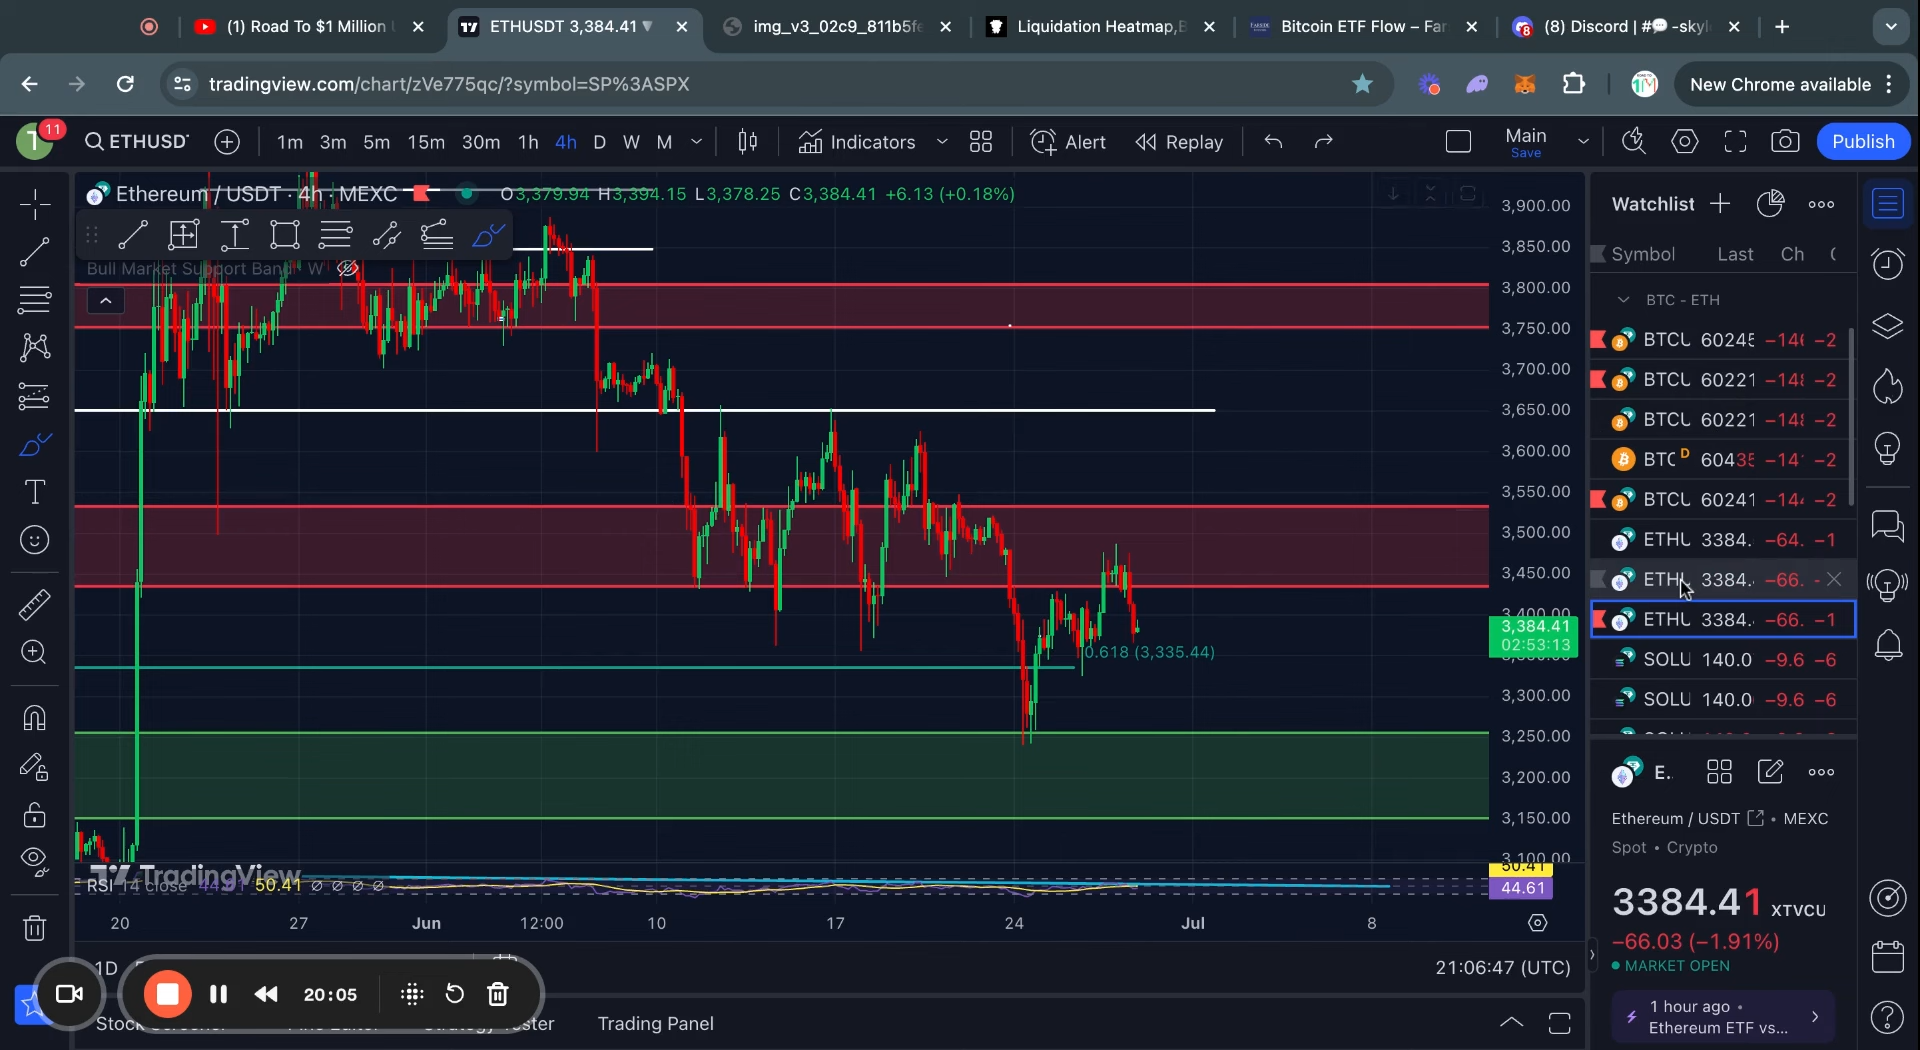 (1) Road To $1 Million
ETHUSDT 3,384.41
img_v3_02c9_811b5fe
Liquidation Heatmap,B
Bitcoin ETF Flow – Far
(8) Discord | #💬-skyl
tradingview.com/chart/zVe775qc/?symbol=SP%3ASPX
New Chrome available
T
11
ETHUSDT
1m 3m 5m 15m 30m 1h 4h D W M
Indicators
Alert
Replay
Main
Save
Publish
Ethereum / USDT · 4h · MEXC
O3,379.94 H3,394.15 L3,378.25 C3,384.41 +6.13 (+0.18%)
Bull Market Support Band W
3,900.00
3,850.00
3,800.00
3,750.00
3,700.00
3,650.00
3,600.00
3,550.00
3,500.00
3,450.00
3,400.00
3,384.41
02:53:13
3,300.00
3,250.00
3,200.00
3,150.00
3,100.00
0.618 (3,335.44)
TradingView
RSI 14 close 44.61 50.41 ∅ ∅ ∅ ∅
50.41
44.61
20 27 Jun 12:00 10 17 24 Jul 8
1D
21:06:47 (UTC)
20:05
Trading Panel
Watchlist
Symbol Last Ch
BTC - ETH
BTCU 60245 −2
BTCU 60221 −148 −2
BTCU 60221 −148 −2
BTC D 60435 −14 −2
BTCU 60241 −144 −2
ETHU 3384. −64. −1
ETHU 3384. −66. -
ETHU 3384. −66. −1
SOLU 140.0 −9.6 −6
SOLU 140.0 −9.6 −6
E.
Ethereum / USDT • MEXC
Spot • Crypto
3384.41 XTVCU
−66.03 (−1.91%)
MARKET OPEN
1 hour ago •
Ethereum ETF vs...